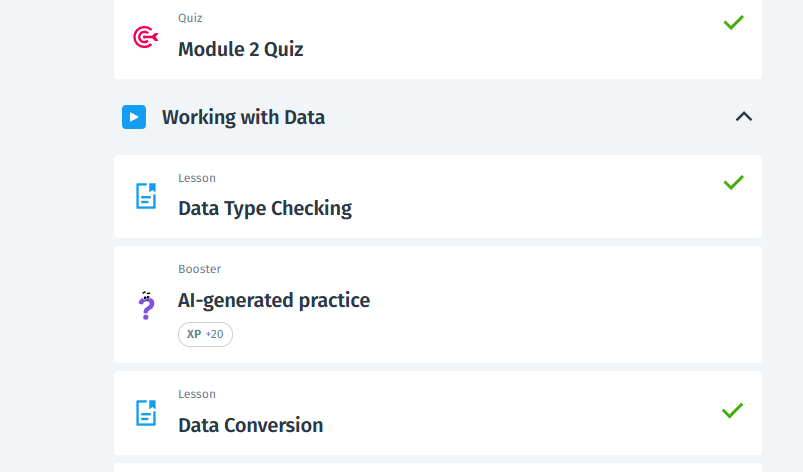 Quiz
Module 2 Quiz
Working with Data
Lesson
Data Type Checking
Booster
AI-generated practice
XP +20
Lesson
Data Conversion